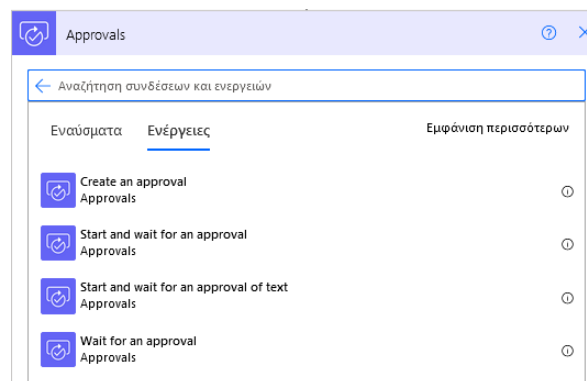 Approvals
Αναζήτηση συνδέσεων και ενεργειών
Εναύσματα Ενέργειες Εμφάνιση περισσότερων
Create an approval
Approvals
Start and wait for an approval
Approvals
Start and wait for an approval of text
Approvals
Wait for an approval
Approvals